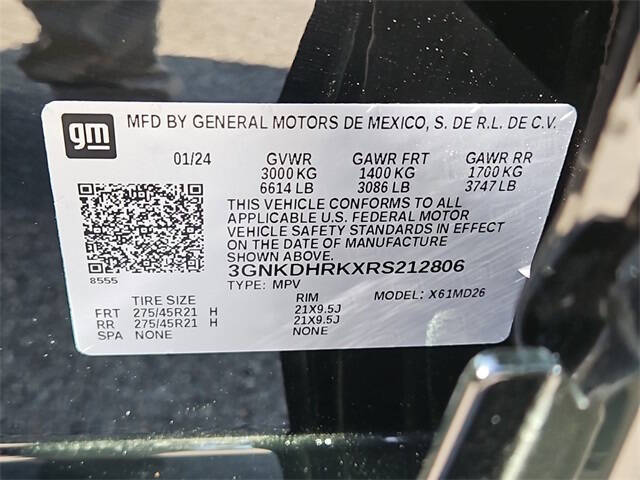 gm
MFD BY GENERAL MOTORS DE MEXICO, S. DE R.L. DE C.V.
01/24 GVWR GAWR FRT GAWR RR
3000 KG 1400 KG 1700 KG
6614 LB 3086 LB 3747 LB
THIS VEHICLE CONFORMS TO ALL
APPLICABLE U.S. FEDERAL MOTOR
VEHICLE SAFETY STANDARDS IN EFFECT
ON THE DATE OF MANUFACTURE
SHOWN ABOVE.
3GNKDHRKXRS212806
8555
TYPE: MPV MODEL: X61MD26
TIRE SIZE RIM
FRT 275/45R21 H 21X9.5J
RR 275/45R21 H 21X9.5J
SPA NONE NONE